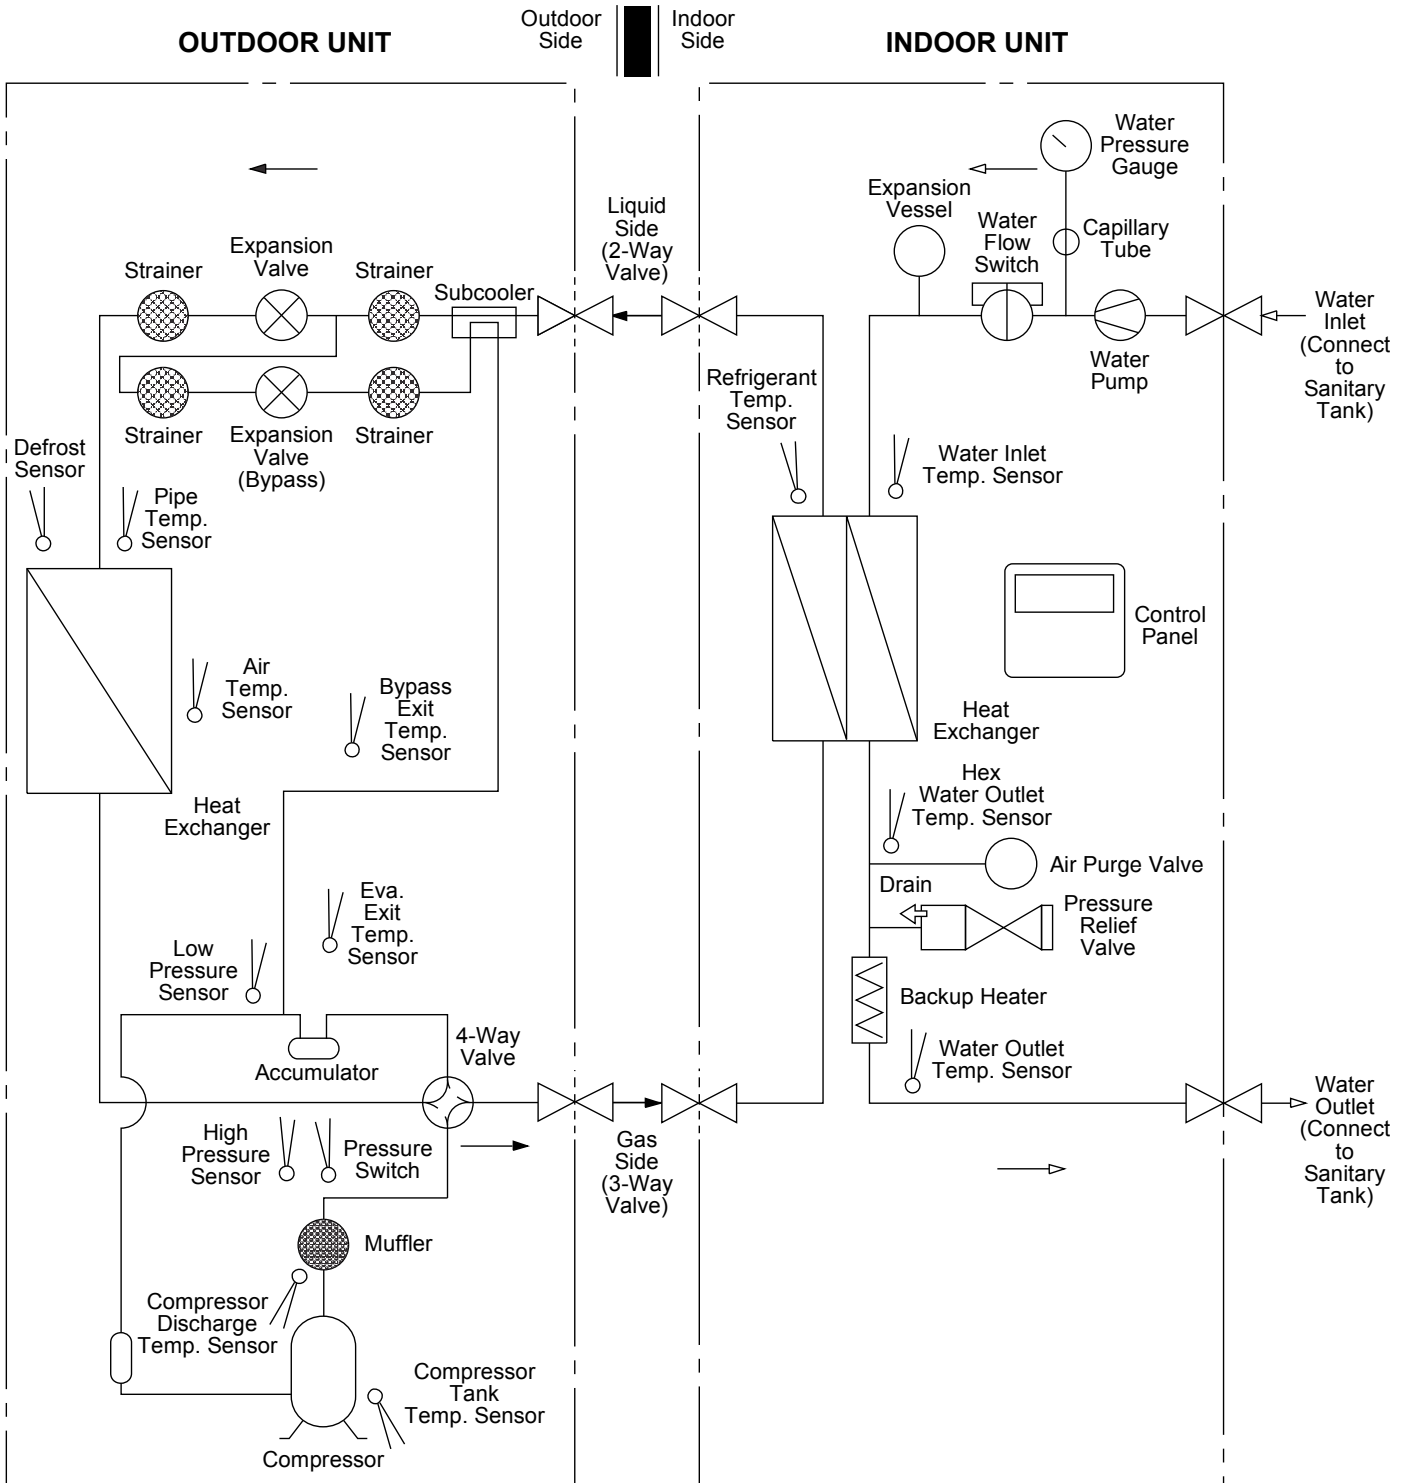 OUTDOOR UNIT
Outdoor
Side
Indoor
Side
INDOOR UNIT
Water
Pressure
Gauge
Expansion
Vessel
Water
Flow
Switch
Capillary
Tube
Liquid
Side
(2-Way
Valve)
Strainer
Expansion
Valve
Strainer
Subcooler
Water
Inlet
(Connect
to
Sanitary
Tank)
Water
Pump
Refrigerant
Temp.
Sensor
Strainer
Expansion
Valve
(Bypass)
Strainer
Defrost
Sensor
Water Inlet
Temp. Sensor
Pipe
Temp.
Sensor
Control
Panel
Air
Temp.
Sensor
Bypass
Exit
Temp.
Sensor
Heat
Exchanger
Heat
Exchanger
Hex
Water Outlet
Temp. Sensor
Air Purge Valve
Drain
Pressure
Relief
Valve
Eva.
Exit
Temp.
Sensor
Low
Pressure
Sensor
Backup Heater
4-Way
Valve
Accumulator
Water Outlet
Temp. Sensor
Water
Outlet
(Connect
to
Sanitary
Tank)
High
Pressure
Sensor
Pressure
Switch
Gas
Side
(3-Way
Valve)
Muffler
Compressor
Discharge
Temp. Sensor
Compressor
Tank
Temp. Sensor
Compressor